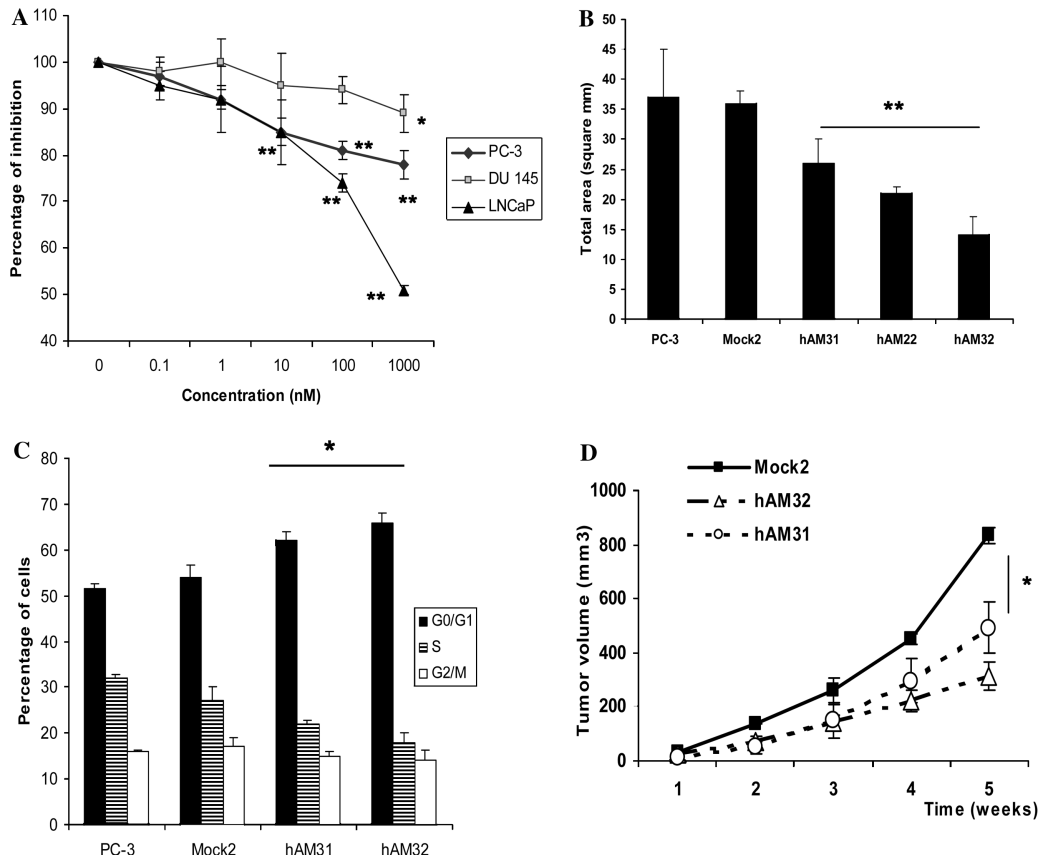 A
110
100
90
80
70
60
50
40
Percentage of inhibition
0 0.1 1 10 100 1000
Concentration (nM)
**
**
**
**
**
*
PC-3
DU 145
LNCaP
B
50
45
40
35
30
25
20
15
10
5
0
Total area (square mm)
**
PC-3 Mock2 hAM31 hAM22 hAM32
C
80
70
60
50
40
30
20
10
0
Percentage of cells
*
G0/G1
S
G2/M
PC-3 Mock2 hAM31 hAM32
D
Mock2
hAM32
hAM31
1000
800
600
400
200
0
Tumor volume (mm3)
*
1 2 3 4 5
Time (weeks)